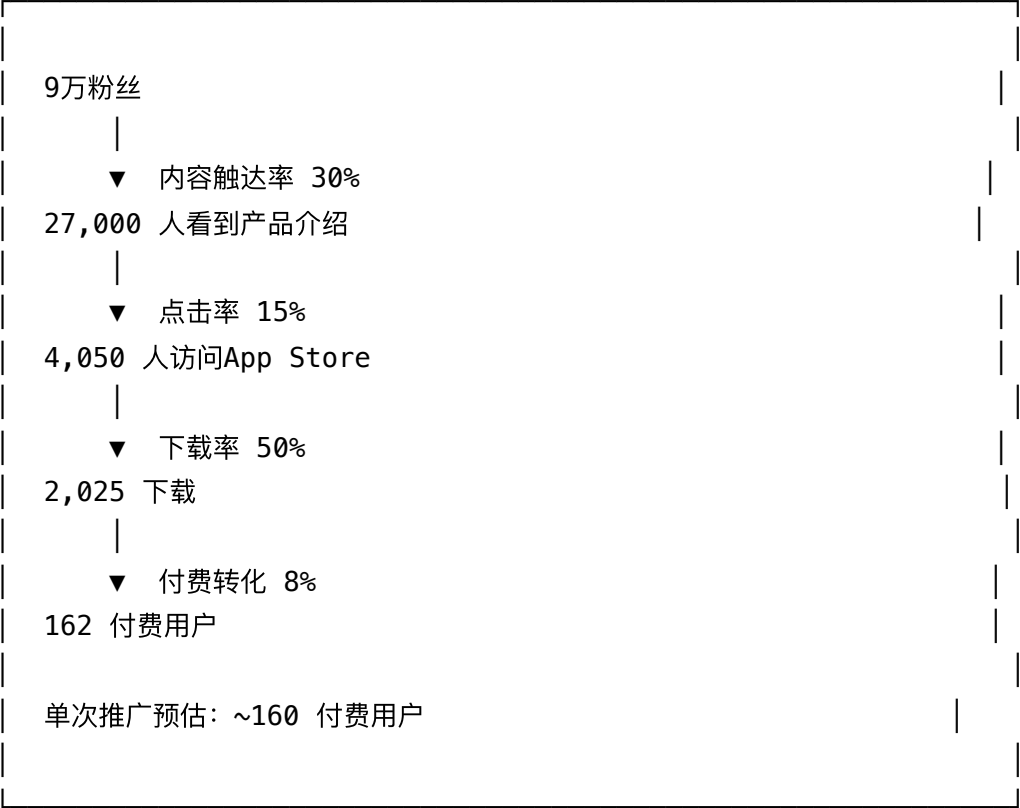 9万粉丝
▼ 内容触达率 30%
27,000 人看到产品介绍
▼ 点击率 15%
4,050 人访问App Store
▼ 下载率 50%
2,025 下载
▼ 付费转化 8%
162 付费用户
单次推广预估：~160 付费用户